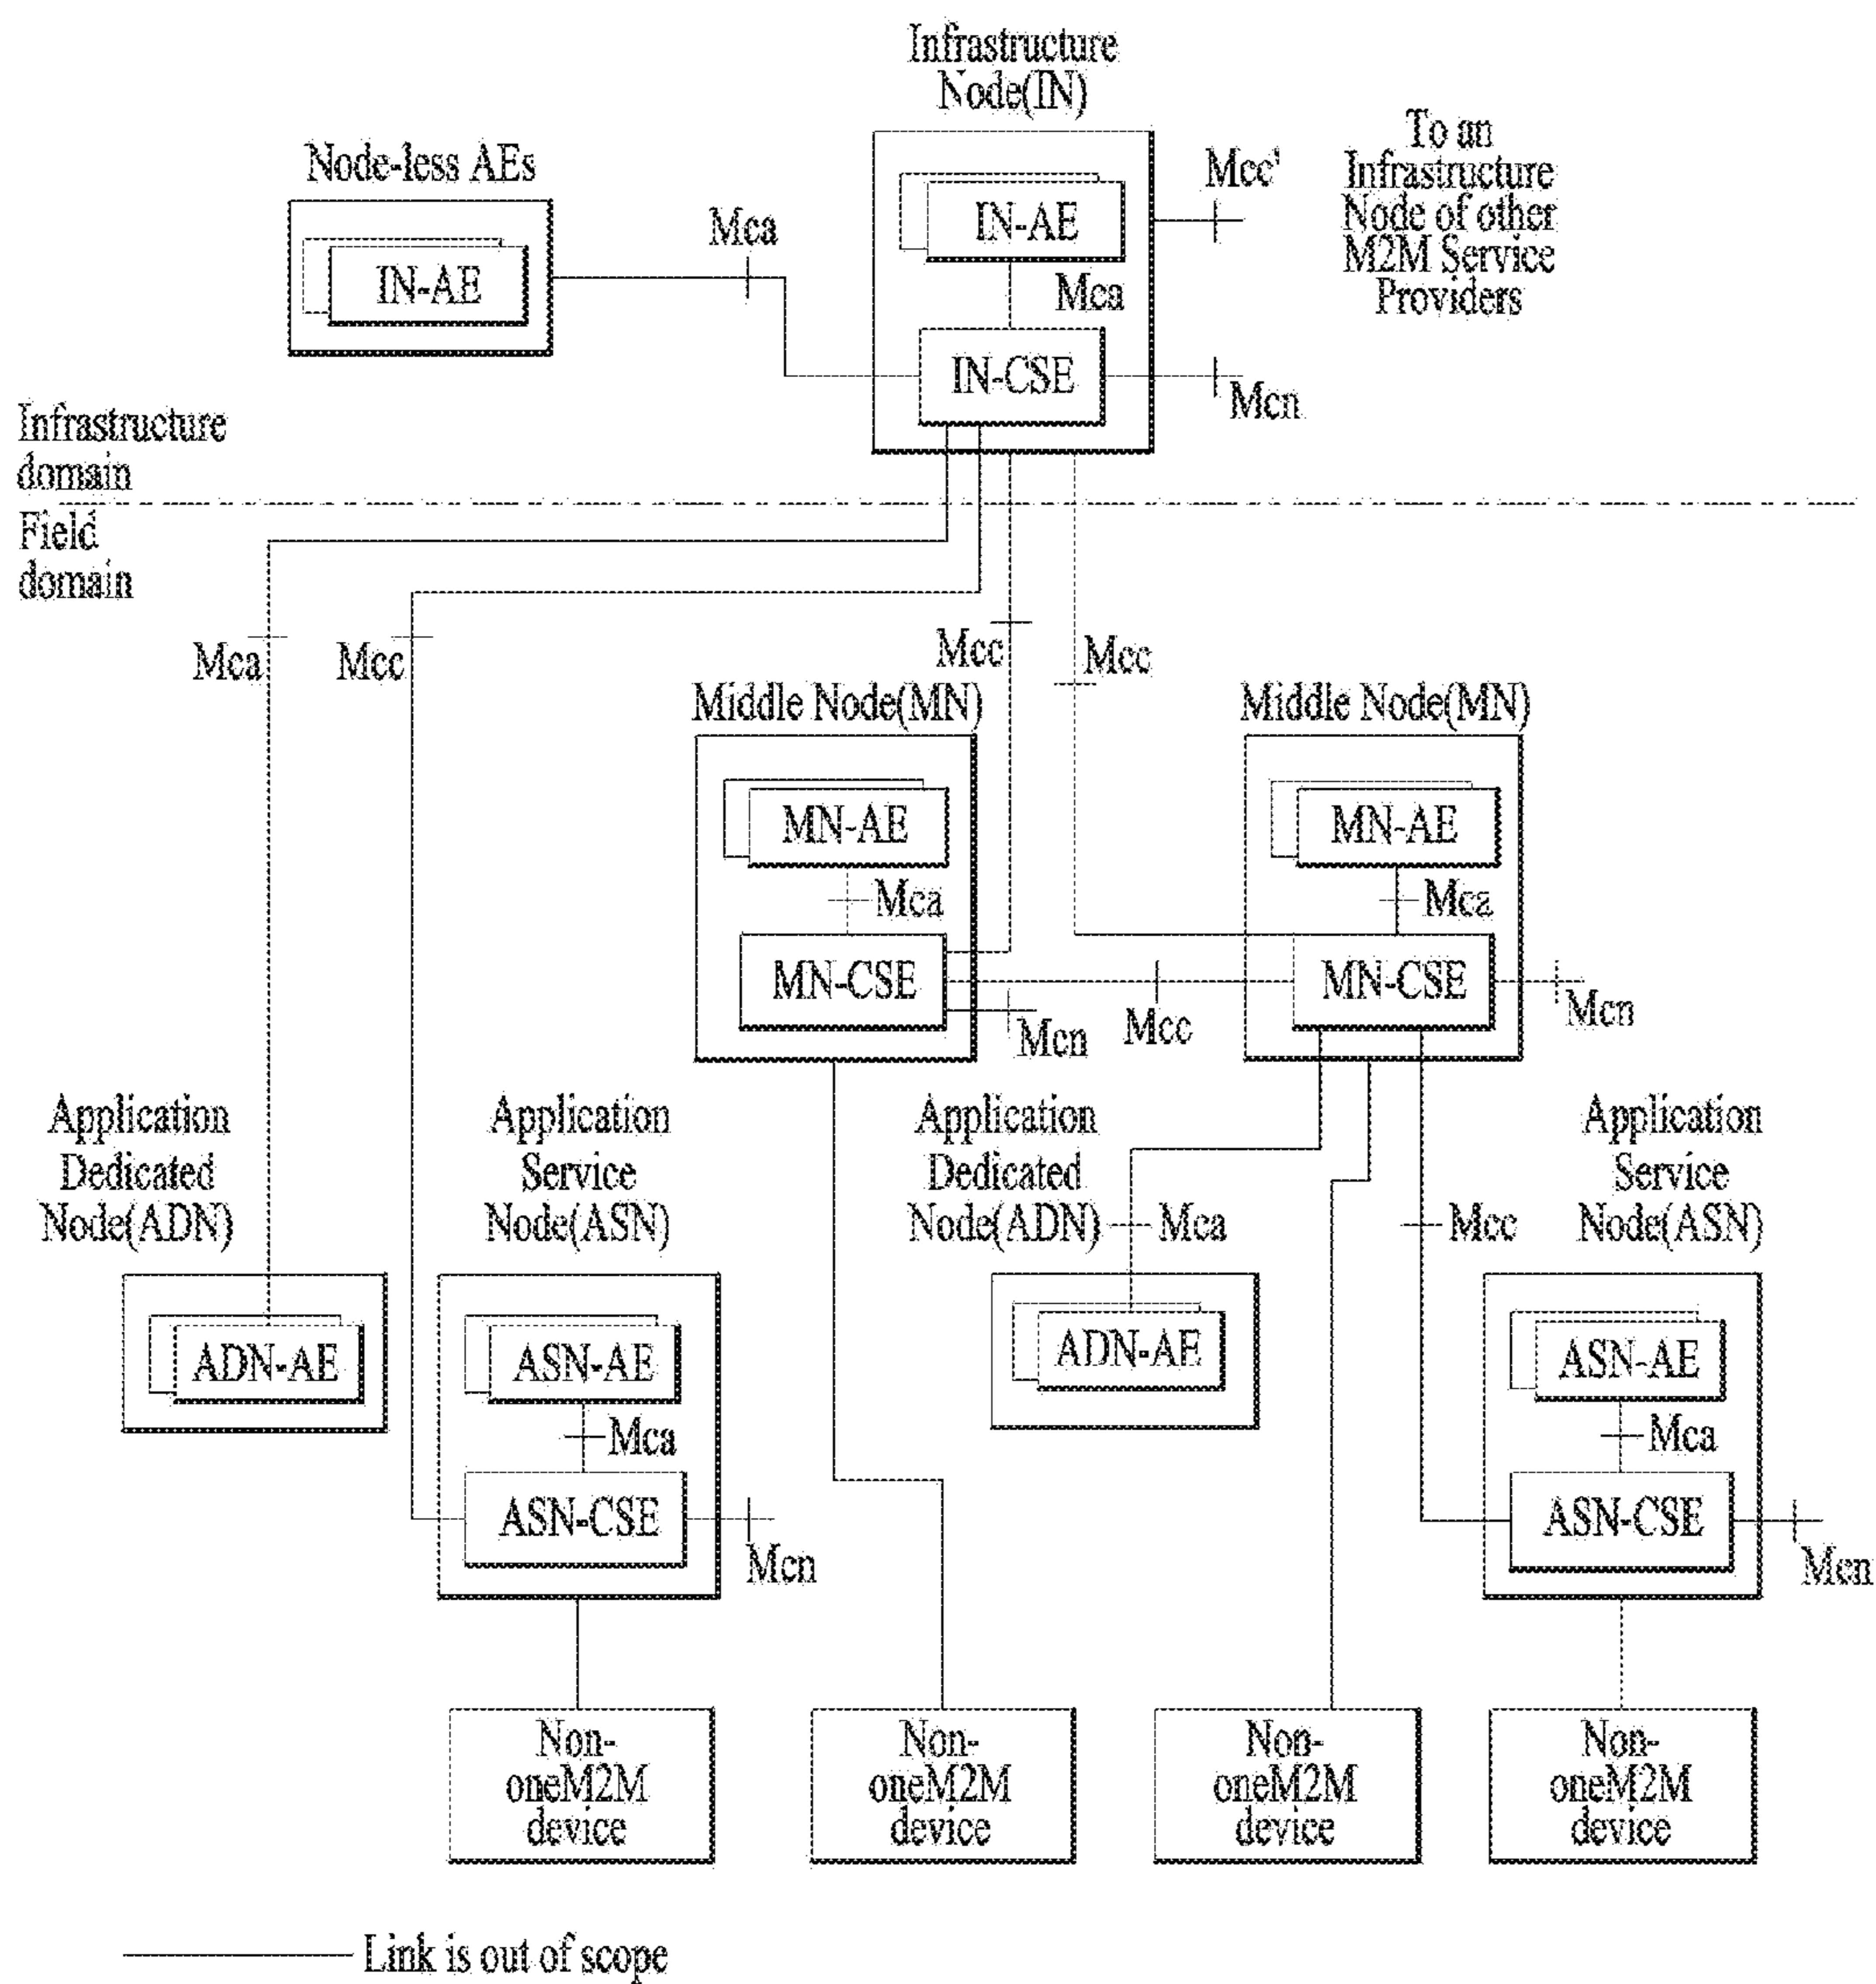 Infrastructure
Node(IN)
To an
Infrastructure
Node of other
M2M Service
Providers
Node-less AEs
Mcc'
IN-AE
Mca
IN-AE
Mca
IN-CSE
Mcn
Infrastructure
domain
Field
domain
Mca
Mcc
Mcc
Mcc
Middle Node(MN)
Middle Node(MN)
MN-AE
MN-AE
Mca
Mca
MN-CSE
MN-CSE
Mcn
Mcc
Mcn
Application
Dedicated
Node(ADN)
Application
Service
Node(ASN)
Application
Dedicated
Node(ADN)
Mca
Mcc
Application
Service
Node(ASN)
ADN-AE
ASN-AE
ADN-AE
ASN-AE
Mca
Mca
ASN-CSE
ASN-CSE
Mcn
Mcn
Non-
oneM2M
device
Non-
oneM2M
device
Non-
oneM2M
device
Non-
oneM2M
device
Link is out of scope